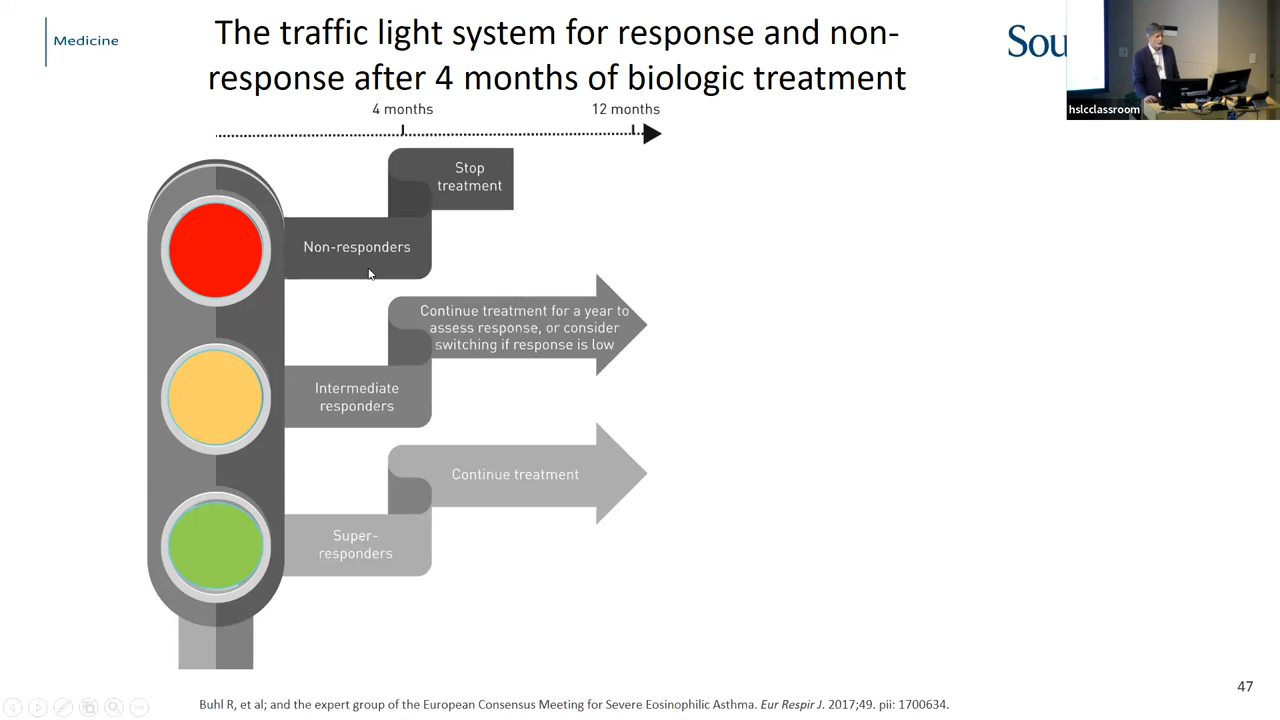 Medicine
The traffic light system for response and non-
response after 4 months of biologic treatment
Sou
hslcclassroom
4 months
12 months
Stop
treatment
Non-responders
Continue treatment for a year to
assess response, or consider
switching if response is low
Intermediate
responders
Continue treatment
Super-
responders
47
Buhl R, et al; and the expert group of the European Consensus Meeting for Severe Eosinophilic Asthma. Eur Respir J. 2017;49. pii: 1700634.